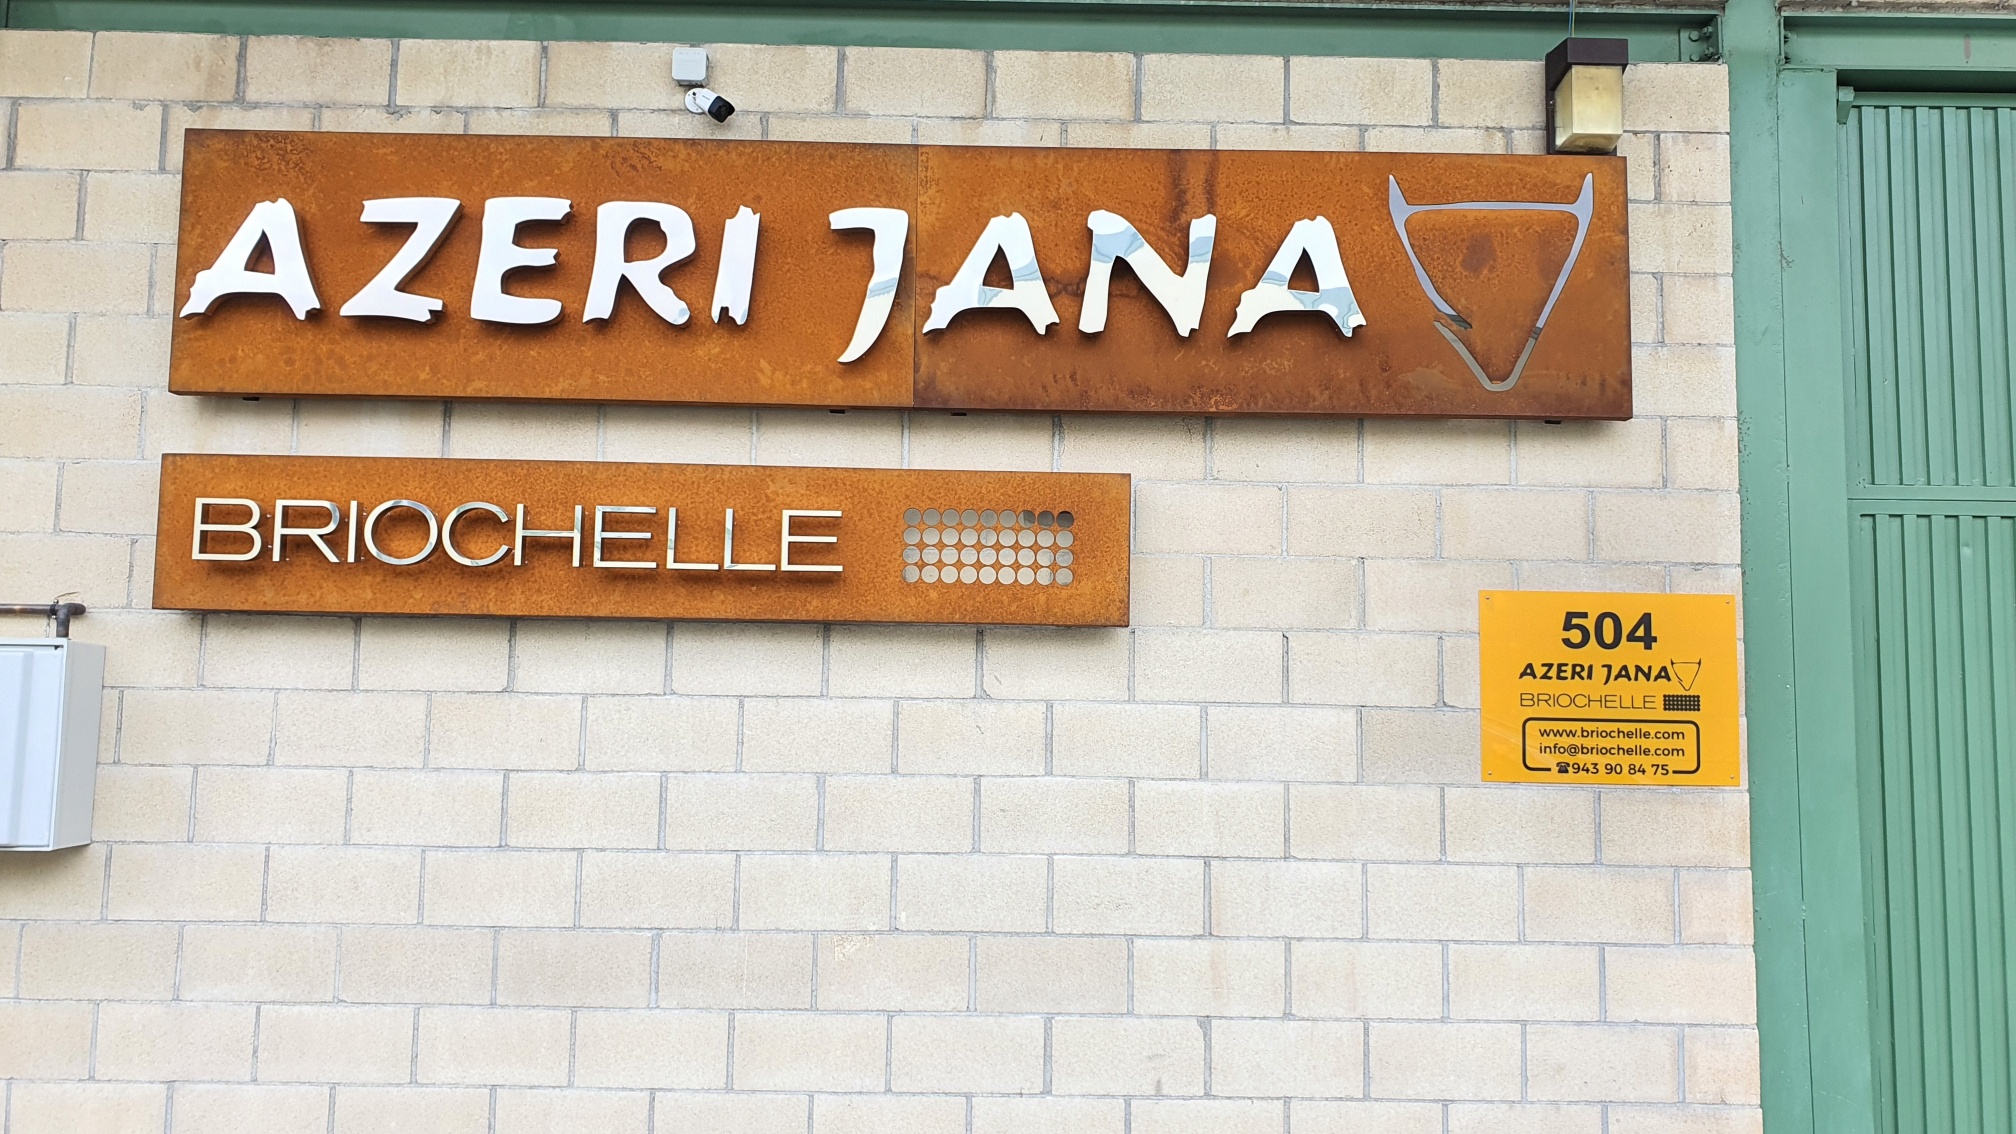 AZERI JANA
BRIOCHELLE
504
AZERI JANA
BRIOCHELLE
www.briochelle.com
info@briochelle.com
☎943 90 84 75